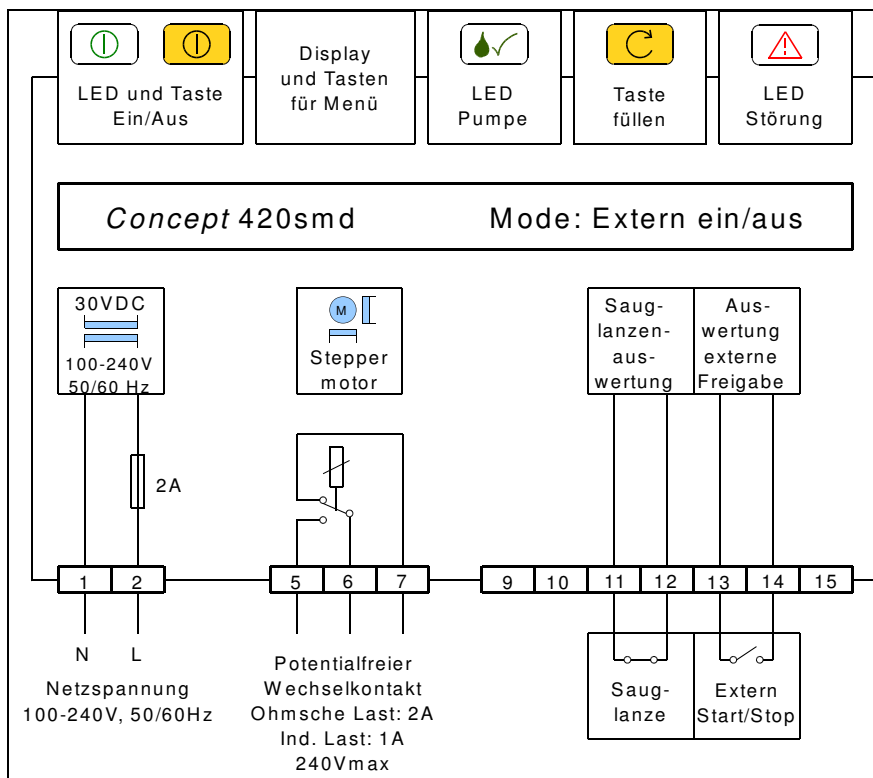 LED und Taste
Ein/Aus
Display
und Tasten
für Menü
LED
Pumpe
Taste
füllen
LED
Störung
Concept 420smd Mode: Extern ein/aus
30VDC
100-240V
50/60 Hz
M
Stepper
motor
Saug-
lanzen-
aus-
wertung
Aus-
wertung
externe
Freigabe
2A
1 2 5 6 7 9 10 11 12 13 14 15
N L
Netzspannung
100-240V, 50/60Hz
Potentialfreier
Wechselkontakt
Ohmsche Last: 2A
Ind. Last: 1A
240Vmax
Saug-
lanze
Extern
Start/Stop